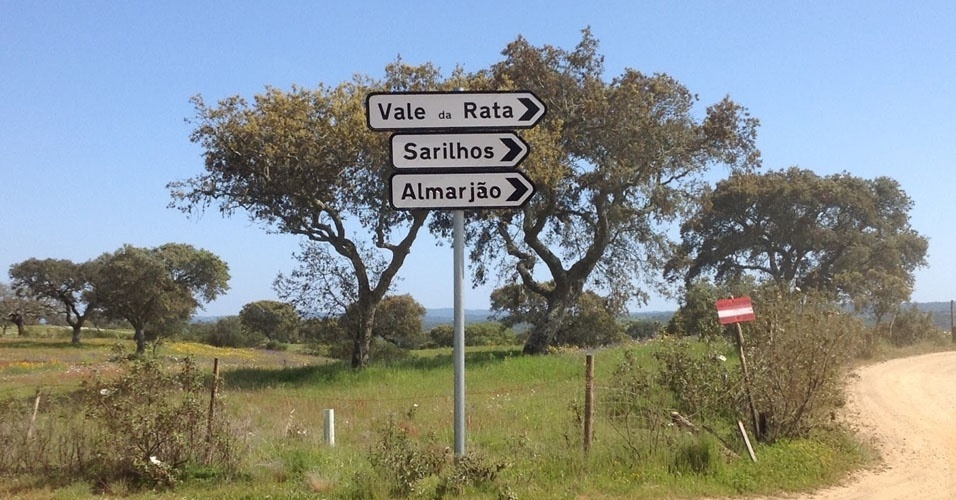 Vale da Rata
Sarilhos
Almarjão